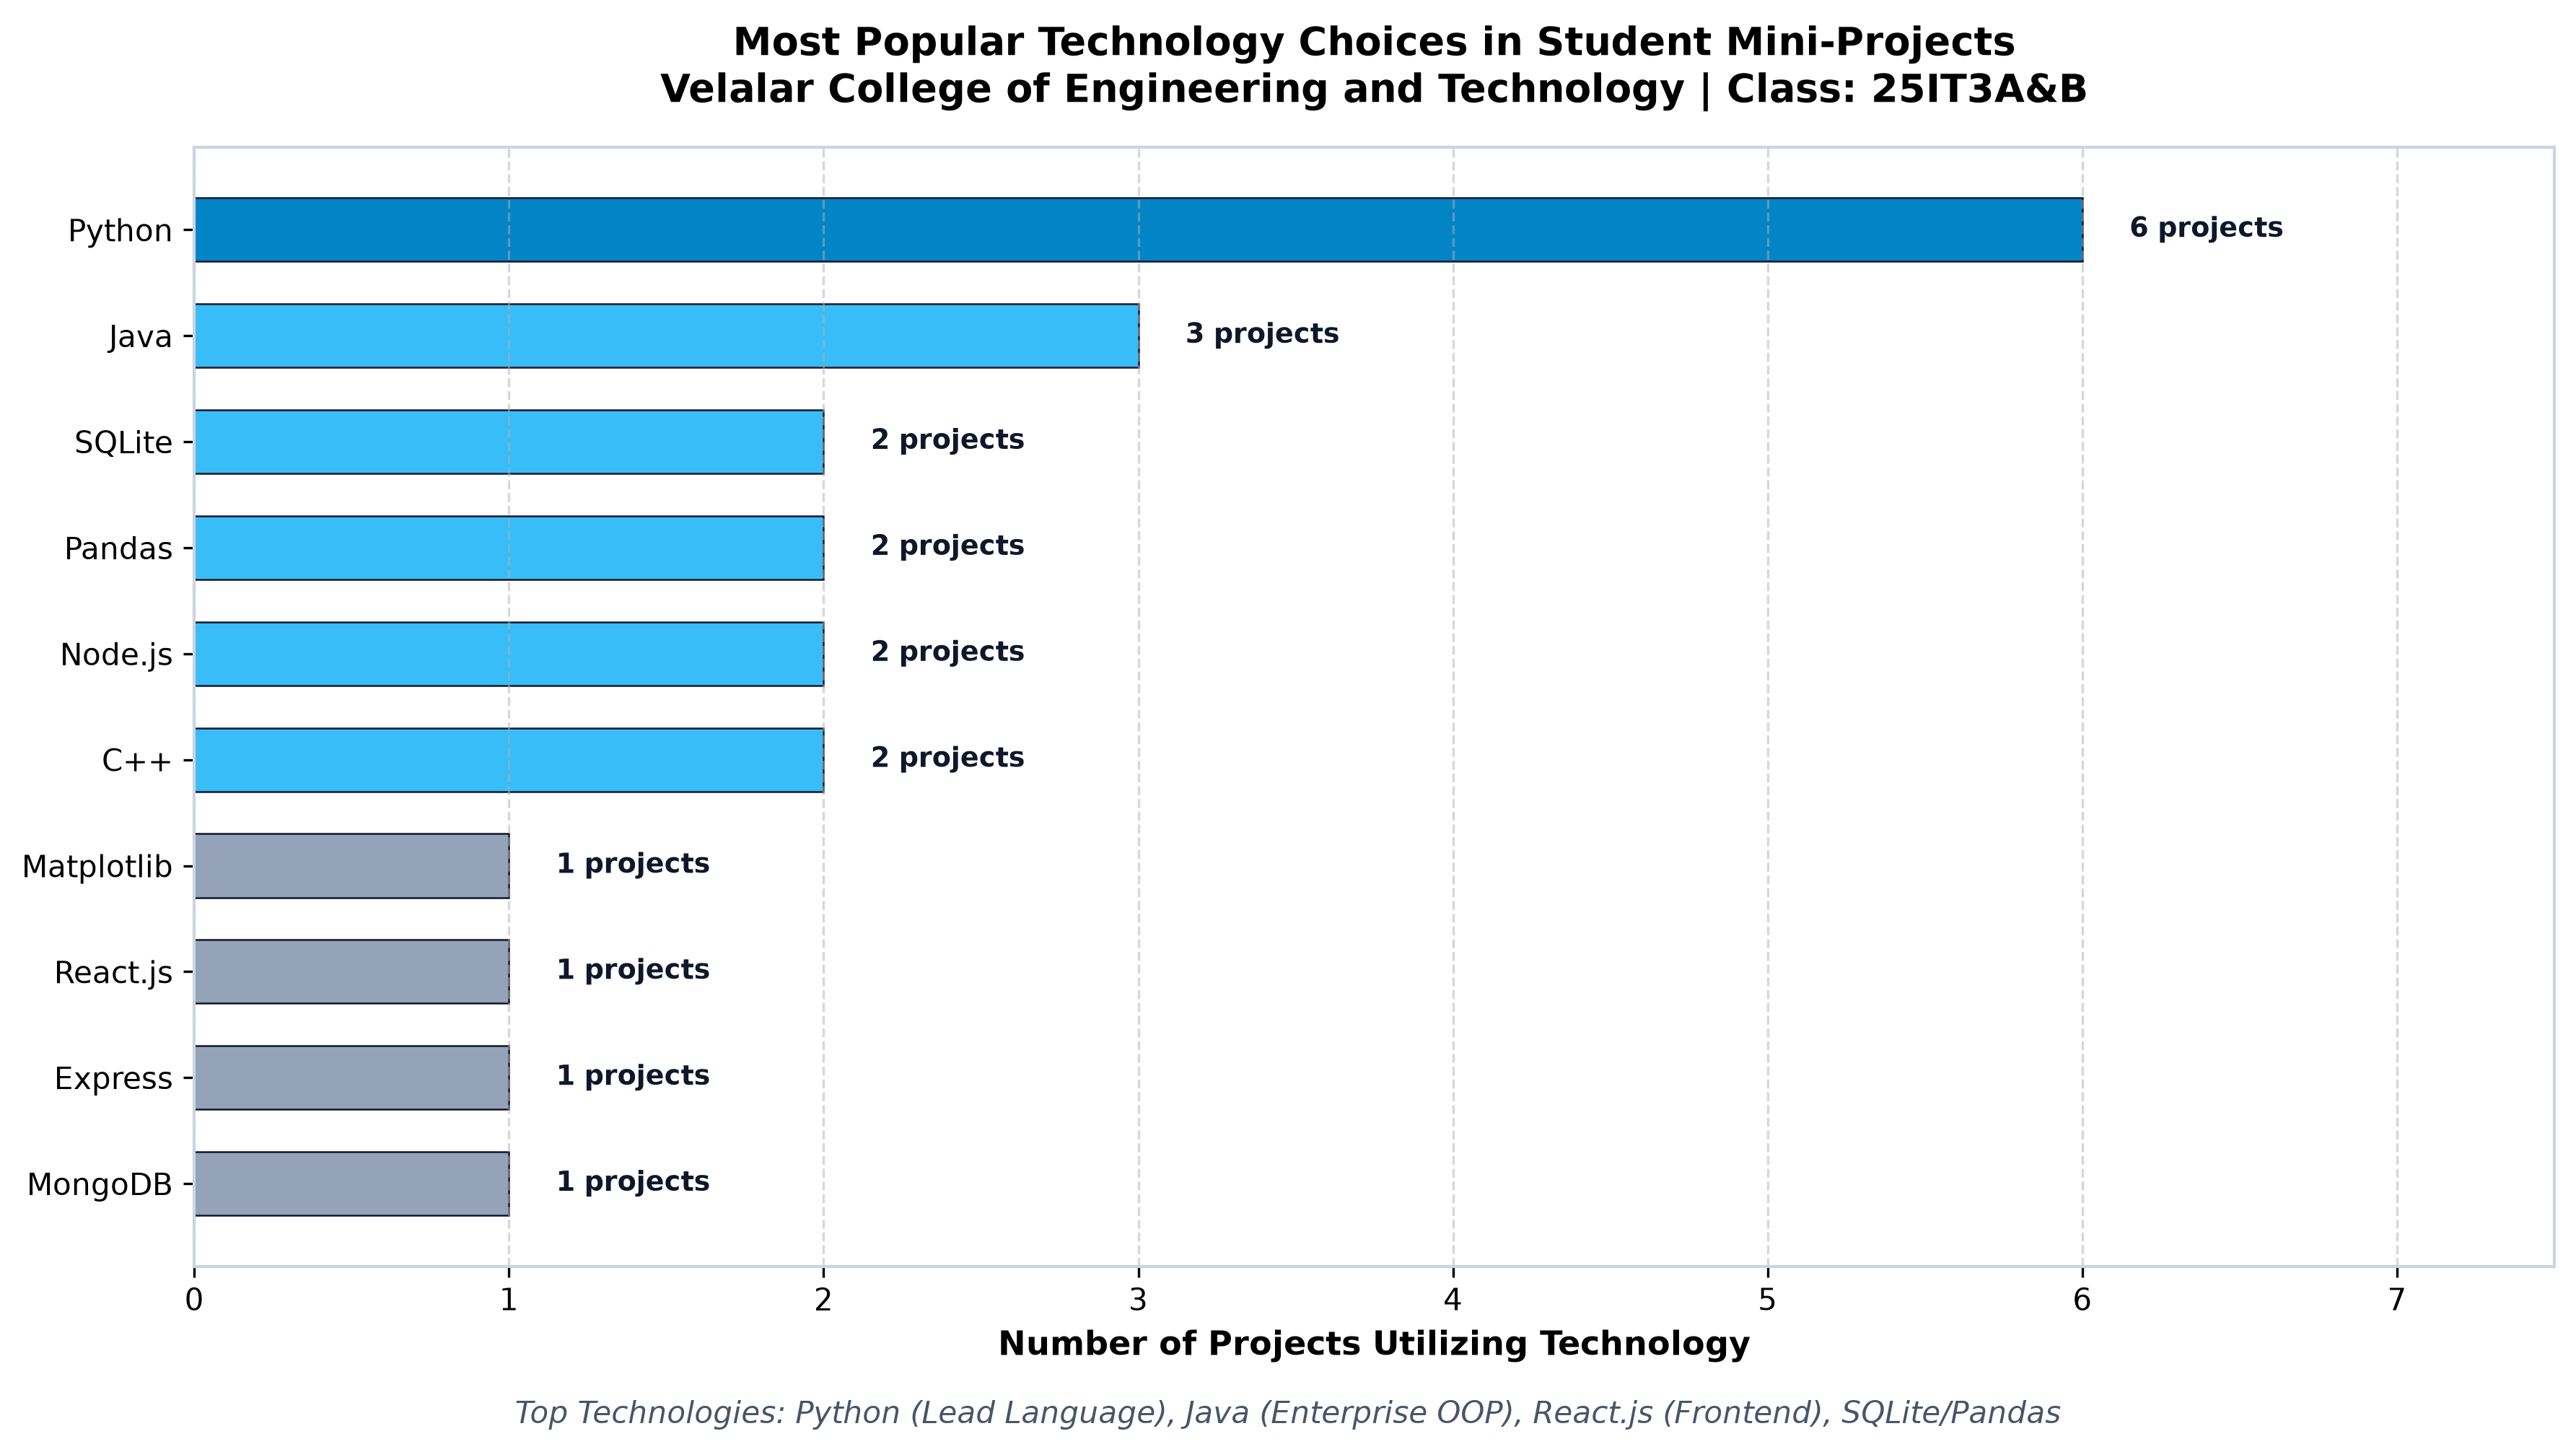 Most Popular Technology Choices in Student Mini-Projects
Velalar College of Engineering and Technology | Class: 25IT3A&B
Python
6 projects
Java
3 projects
SQLite
2 projects
Pandas
2 projects
Node.js
2 projects
C++
2 projects
Matplotlib
1 projects
React.js
1 projects
Express
1 projects
MongoDB
1 projects
0 1 2 3 4 5 6 7
Number of Projects Utilizing Technology
Top Technologies: Python (Lead Language), Java (Enterprise OOP), React.js (Frontend), SQLite/Pandas